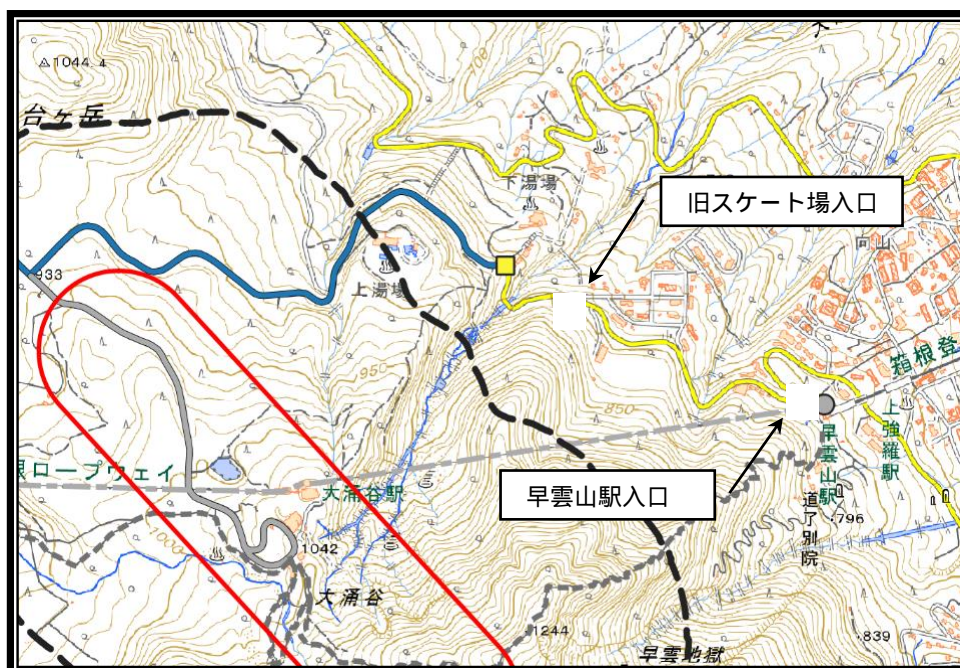 1044.4
台ヶ岳
下湯場
旧スケート場入口
向山
933
上湯場
950
箱根登
850
根ロープウェイ
大涌谷駅
早雲山駅
上強羅駅
早雲山駅入口
道了別院
796
1042
1000
大涌谷
1244
早雲地獄
839